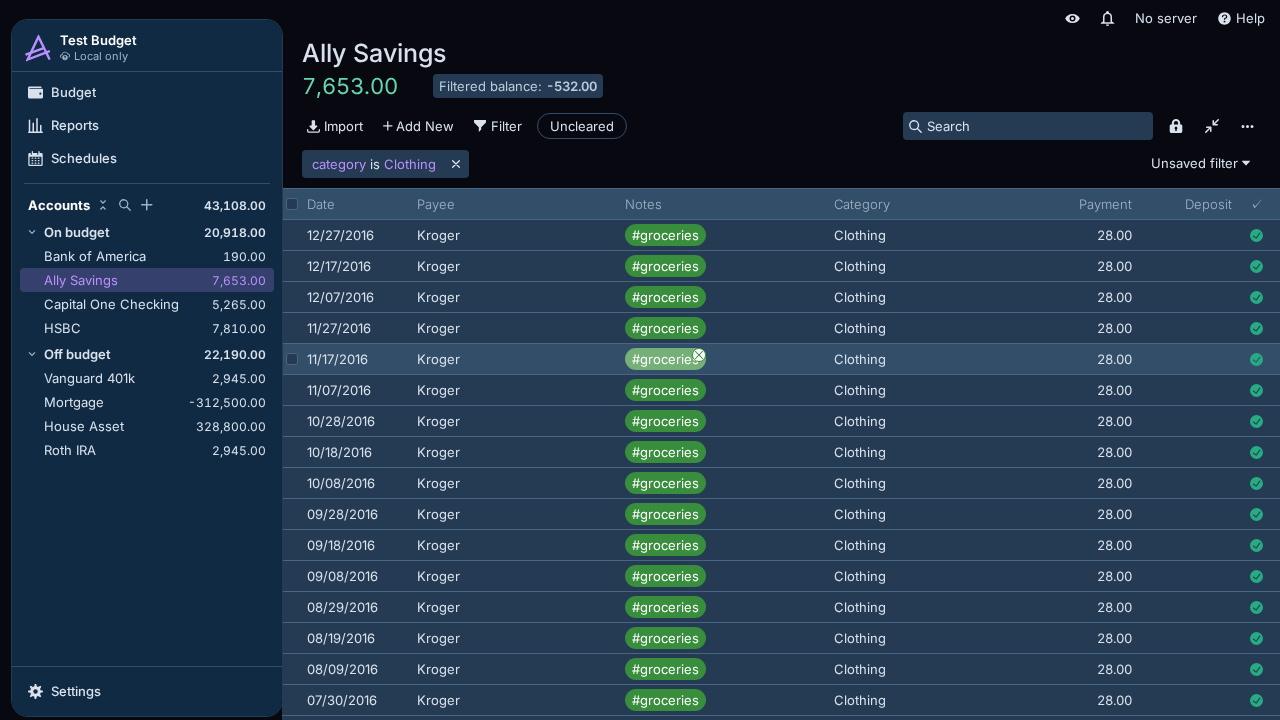 No server Help
Test Budget
Local only
Budget
Reports
Schedules
Accounts 43,108.00
On budget 20,918.00
Bank of America 190.00
Ally Savings 7,653.00
Capital One Checking 5,265.00
HSBC 7,810.00
Off budget 22,190.00
Vanguard 401k 2,945.00
Mortgage -312,500.00
House Asset 328,800.00
Roth IRA 2,945.00
Settings
Ally Savings
7,653.00 Filtered balance: -532.00
Import Add New Filter Uncleared Search
category is Clothing Unsaved filter
Date Payee Notes Category Payment Deposit
12/27/2016 Kroger #groceries Clothing 28.00
12/17/2016 Kroger #groceries Clothing 28.00
12/07/2016 Kroger #groceries Clothing 28.00
11/27/2016 Kroger #groceries Clothing 28.00
11/17/2016 Kroger #groceries Clothing 28.00
11/07/2016 Kroger #groceries Clothing 28.00
10/28/2016 Kroger #groceries Clothing 28.00
10/18/2016 Kroger #groceries Clothing 28.00
10/08/2016 Kroger #groceries Clothing 28.00
09/28/2016 Kroger #groceries Clothing 28.00
09/18/2016 Kroger #groceries Clothing 28.00
09/08/2016 Kroger #groceries Clothing 28.00
08/29/2016 Kroger #groceries Clothing 28.00
08/19/2016 Kroger #groceries Clothing 28.00
08/09/2016 Kroger #groceries Clothing 28.00
07/30/2016 Kroger #groceries Clothing 28.00